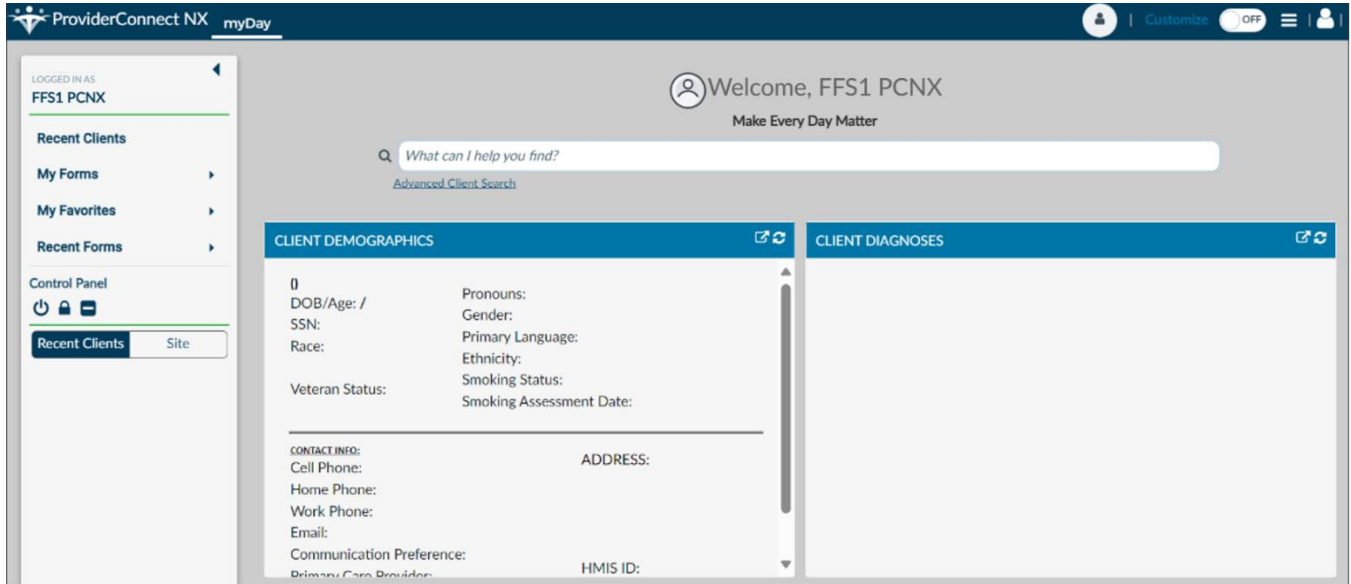 ProviderConnect NX myDay
Customize OFF
LOGGED IN AS
FFS1 PCNX
Recent Clients
My Forms
My Favorites
Recent Forms
Control Panel
Recent Clients Site
Welcome, FFS1 PCNX
Make Every Day Matter
What can I help you find?
Advanced Client Search
CLIENT DEMOGRAPHICS
()
DOB/Age: /
SSN:
Race:
Veteran Status:
Pronouns:
Gender:
Primary Language:
Ethnicity:
Smoking Status:
Smoking Assessment Date:
CONTACT INFO:
Cell Phone:
Home Phone:
Work Phone:
Email:
Communication Preference:
Primary Care Provider:
ADDRESS:
HMIS ID:
CLIENT DIAGNOSES